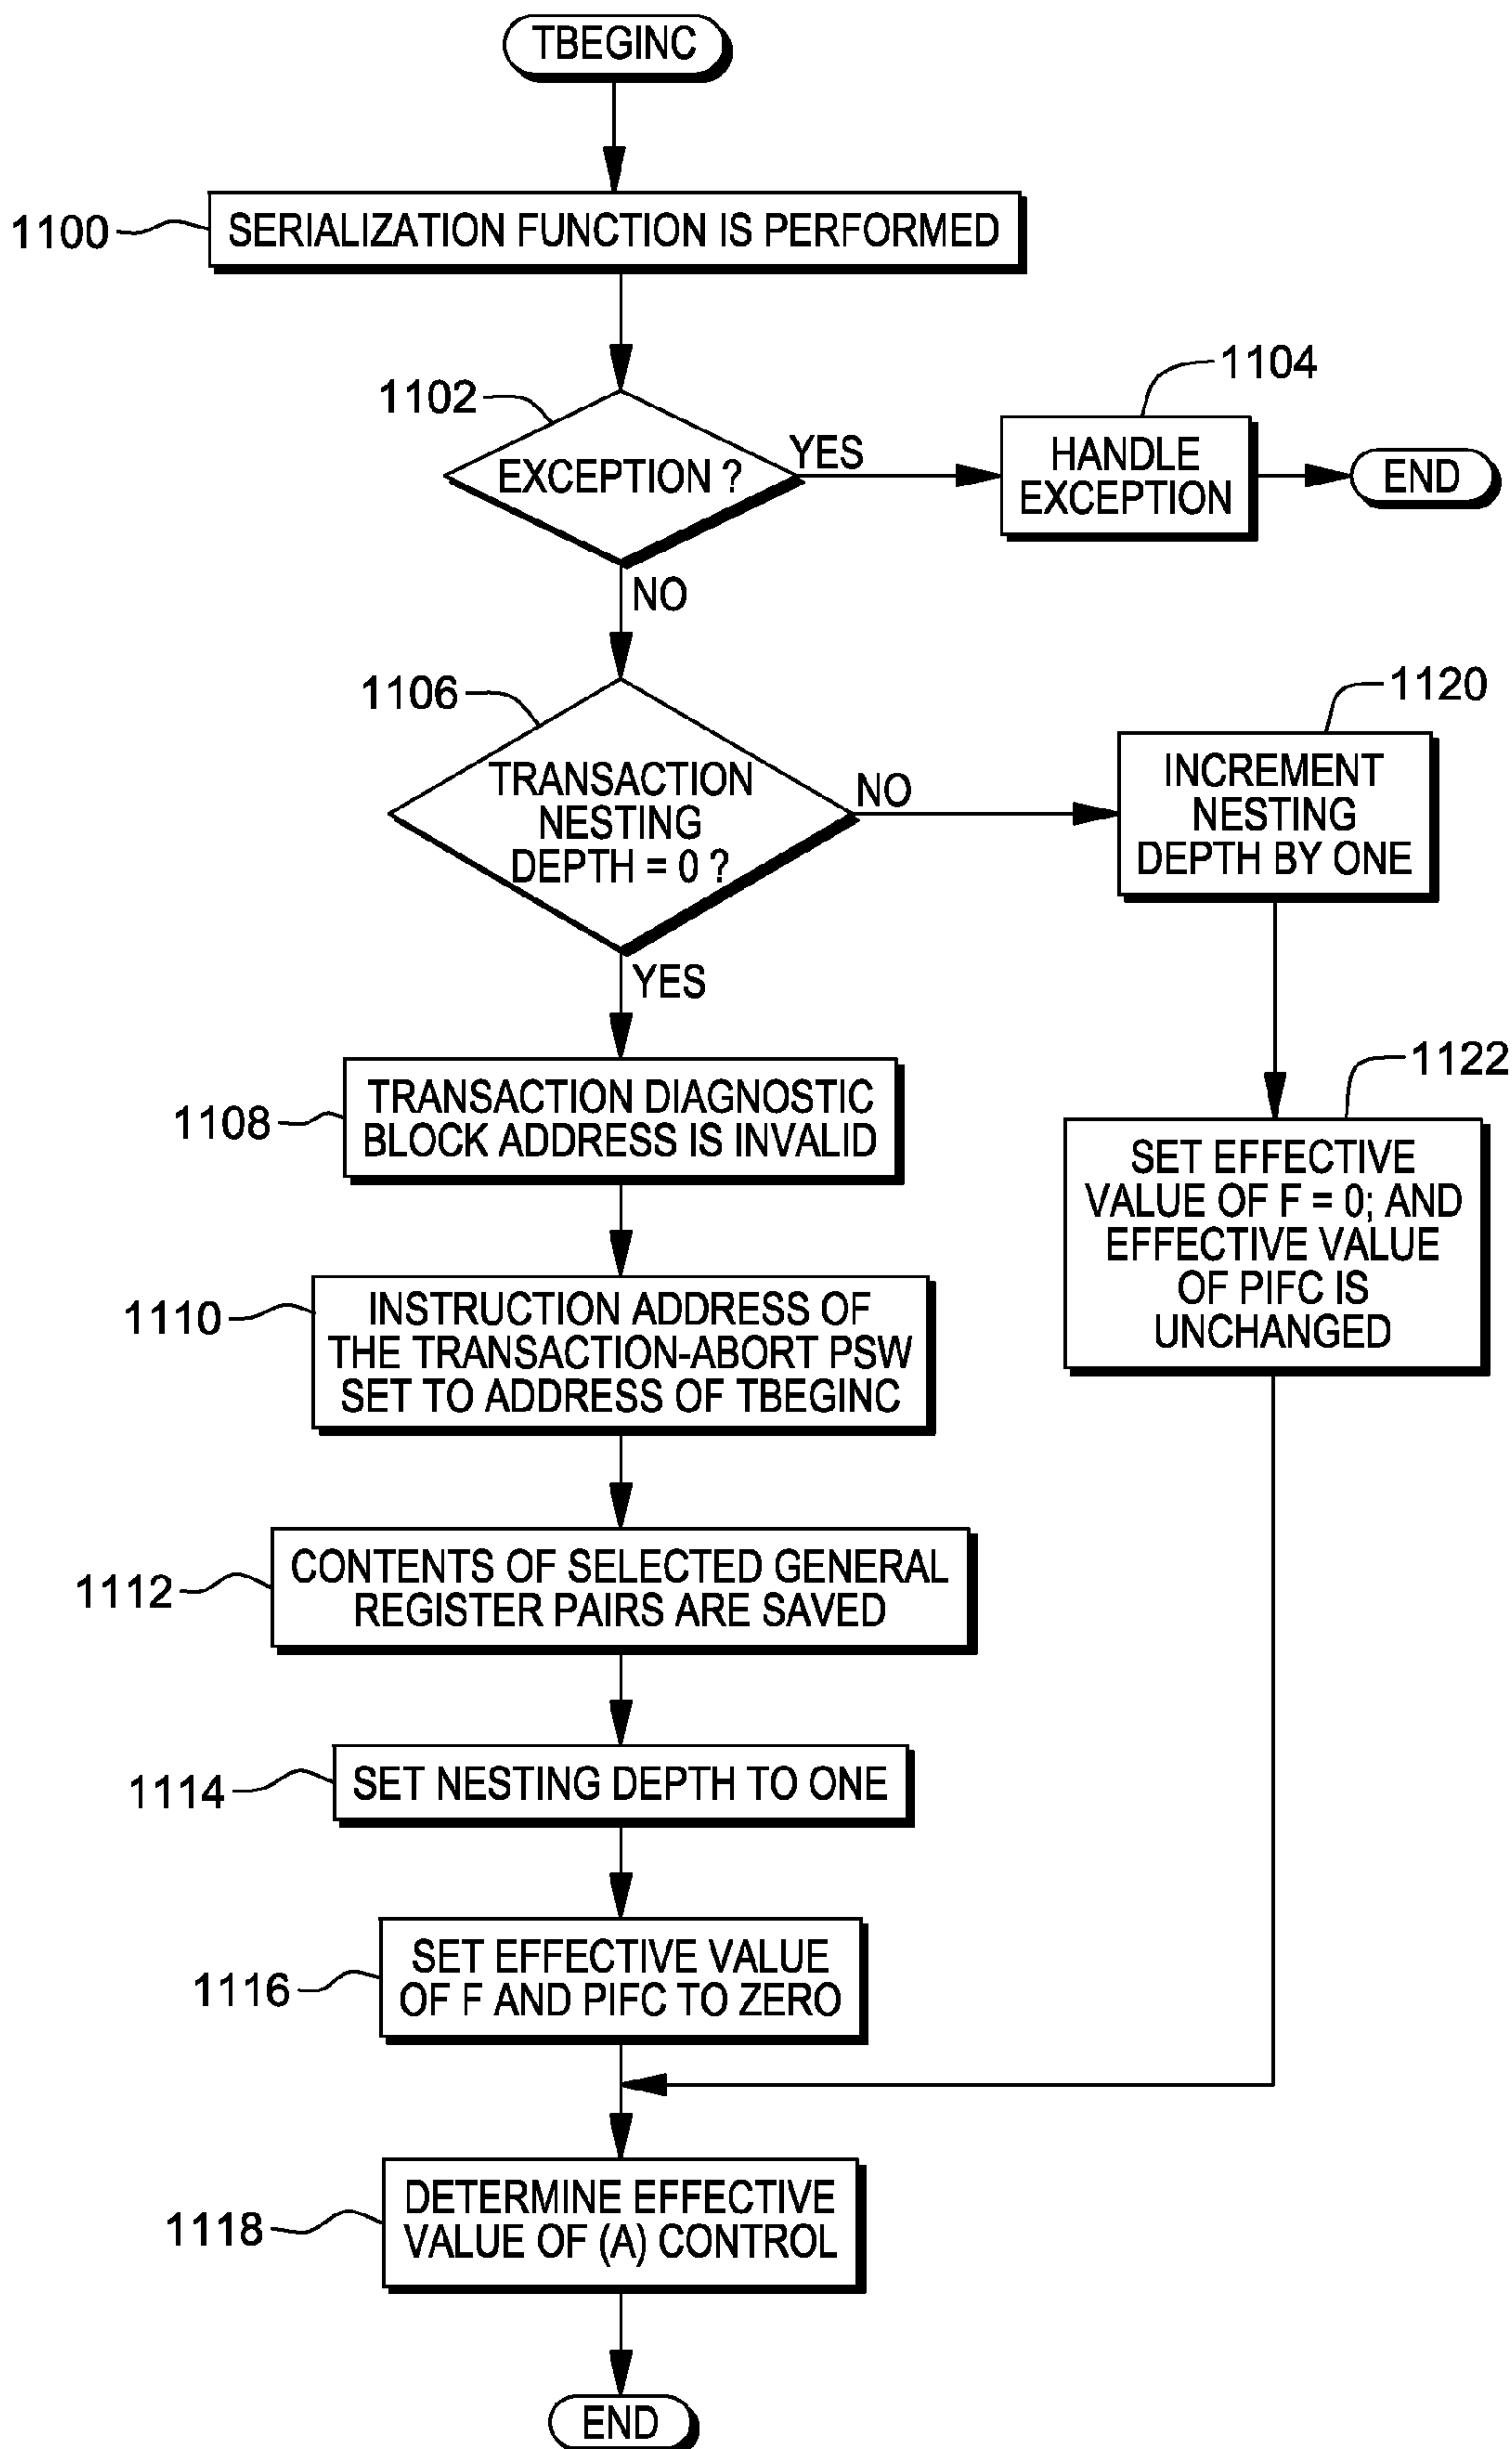 TBEGINC
1100
SERIALIZATION FUNCTION IS PERFORMED
1102
EXCEPTION ?
YES
1104
HANDLE
EXCEPTION
END
NO
1106
TRANSACTION
NESTING
DEPTH = 0 ?
NO
1120
INCREMENT
NESTING
DEPTH BY ONE
YES
1108
TRANSACTION DIAGNOSTIC
BLOCK ADDRESS IS INVALID
1122
SET EFFECTIVE
VALUE OF F = 0; AND
EFFECTIVE VALUE
OF PIFC IS
UNCHANGED
1110
INSTRUCTION ADDRESS OF
THE TRANSACTION-ABORT PSW
SET TO ADDRESS OF TBEGINC
1112
CONTENTS OF SELECTED GENERAL
REGISTER PAIRS ARE SAVED
1114
SET NESTING DEPTH TO ONE
1116
SET EFFECTIVE VALUE
OF F AND PIFC TO ZERO
1118
DETERMINE EFFECTIVE
VALUE OF (A) CONTROL
END